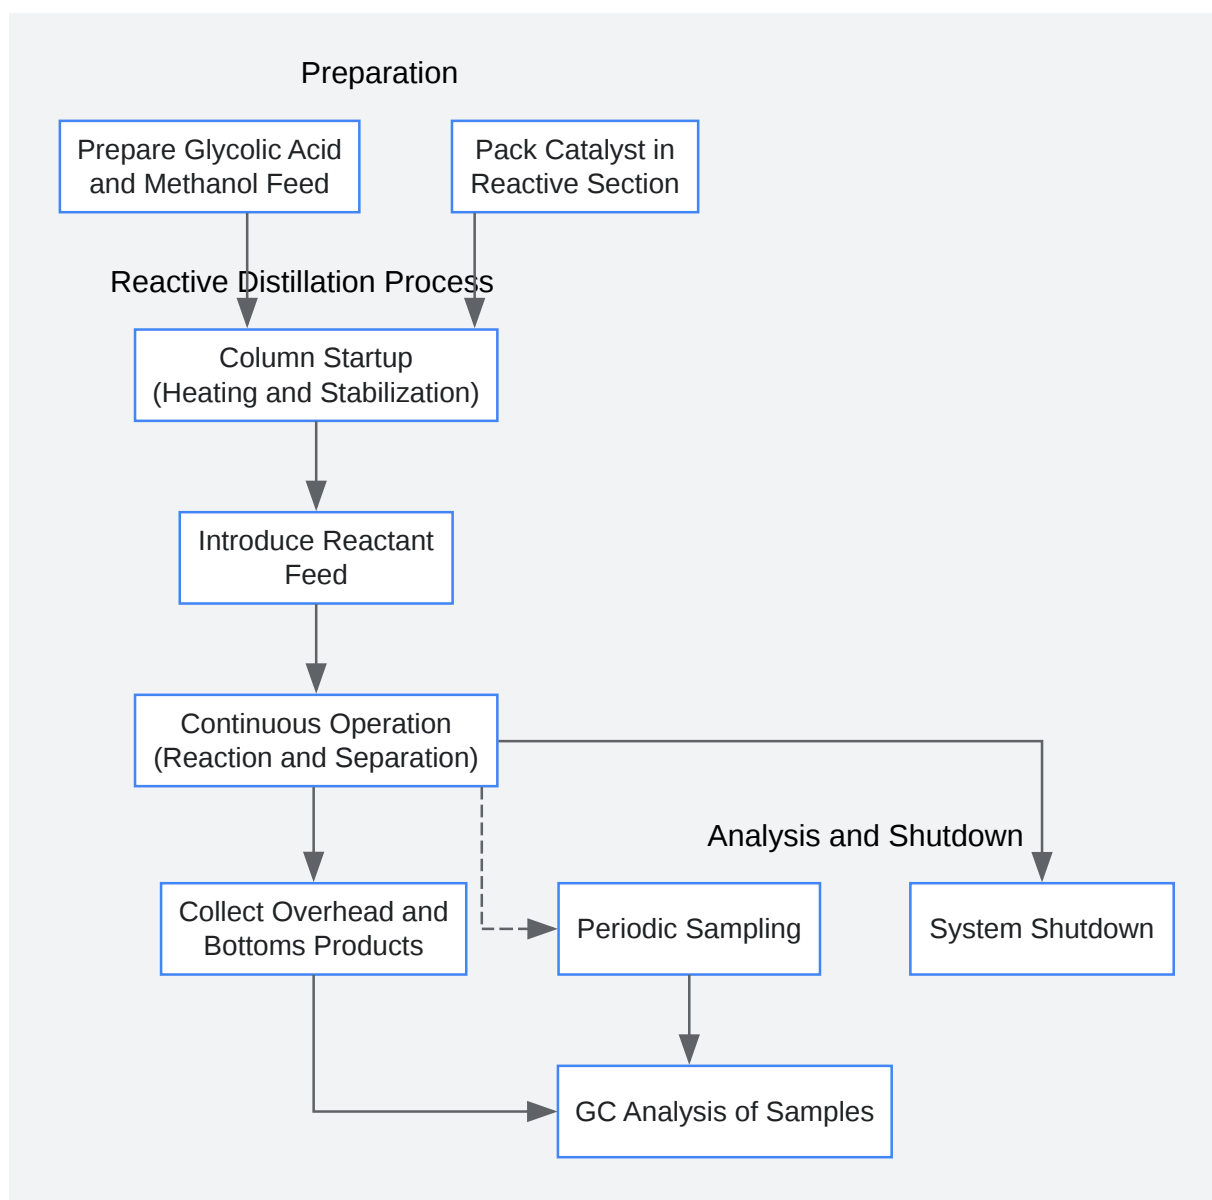 Preparation
Prepare Glycolic Acid
and Methanol Feed
Pack Catalyst in
Reactive Section
Reactive Distillation Process
Column Startup
(Heating and Stabilization)
Introduce Reactant
Feed
Continuous Operation
(Reaction and Separation)
Analysis and Shutdown
Collect Overhead and
Bottoms Products
Periodic Sampling
System Shutdown
GC Analysis of Samples